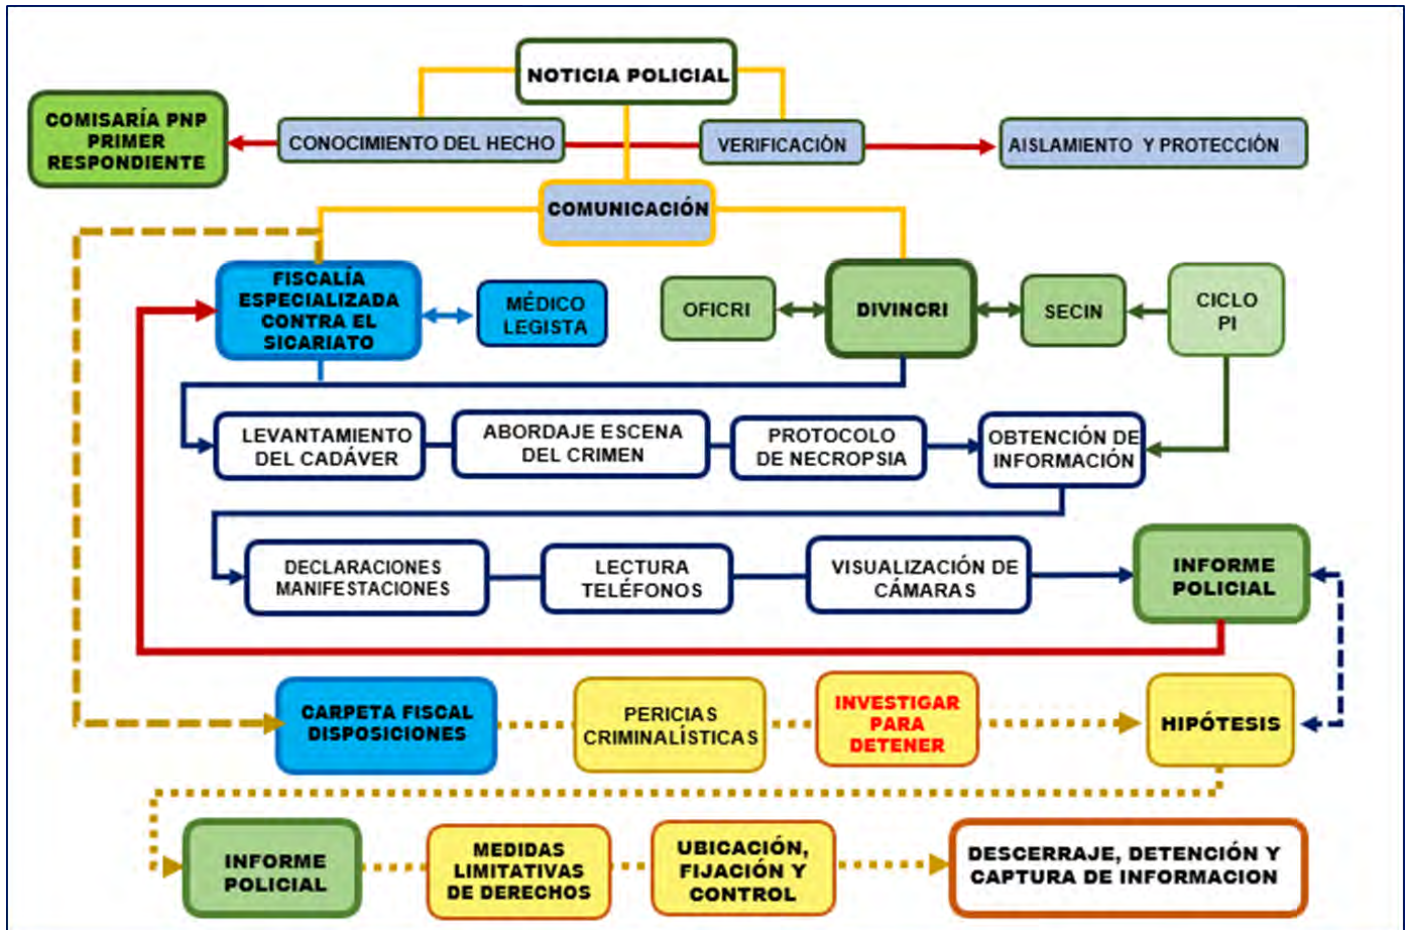 NOTICIA POLICIAL
COMISARÍA PNP
PRIMER
RESPONDIENTE
CONOCIMIENTO DEL HECHO
VERIFICACIÓN
AISLAMIENTO Y PROTECCIÓN
COMUNICACIÓN
FISCALÍA
ESPECIALIZADA
CONTRA EL
SICARIATO
MÉDICO
LEGISTA
OFICRI
DIVINCRI
SECIN
CICLO
PI
LEVANTAMIENTO
DEL CADÁVER
ABORDAJE ESCENA
DEL CRIMEN
PROTOCOLO
DE NECROPSIA
OBTENCIÓN DE
INFORMACIÓN
DECLARACIONES
MANIFESTACIONES
LECTURA
TELÉFONOS
VISUALIZACIÓN DE
CÁMARAS
INFORME
POLICIAL
CARPETA FISCAL
DISPOSICIONES
PERICIAS
CRIMINALÍSTICAS
INVESTIGAR
PARA
DETENER
HIPÓTESIS
INFORME
POLICIAL
MEDIDAS
LIMITATIVAS
DE DERECHOS
UBICACIÓN,
FIJACIÓN Y
CONTROL
DESCERRAJE, DETENCIÓN Y
CAPTURA DE INFORMACION